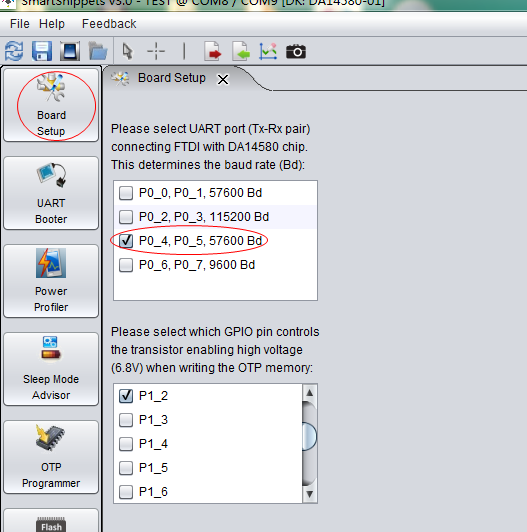 SmartSnippets v3.0 - TEST @ COM8 / COM9 [DK: DA14580-01]
File Help Feedback
Board Setup
Board
Setup
UART
Booter
Power
Profiler
Sleep Mode
Advisor
OTP
Programmer
Flash
Please select UART port (Tx-Rx pair)
connecting FTDI with DA14580 chip.
This determines the baud rate (Bd):
P0_0, P0_1, 57600 Bd
P0_2, P0_3, 115200 Bd
P0_4, P0_5, 57600 Bd
P0_6, P0_7, 9600 Bd
Please select which GPIO pin controls
the transistor enabling high voltage
(6.8V) when writing the OTP memory:
P1_2
P1_3
P1_4
P1_5
P1_6